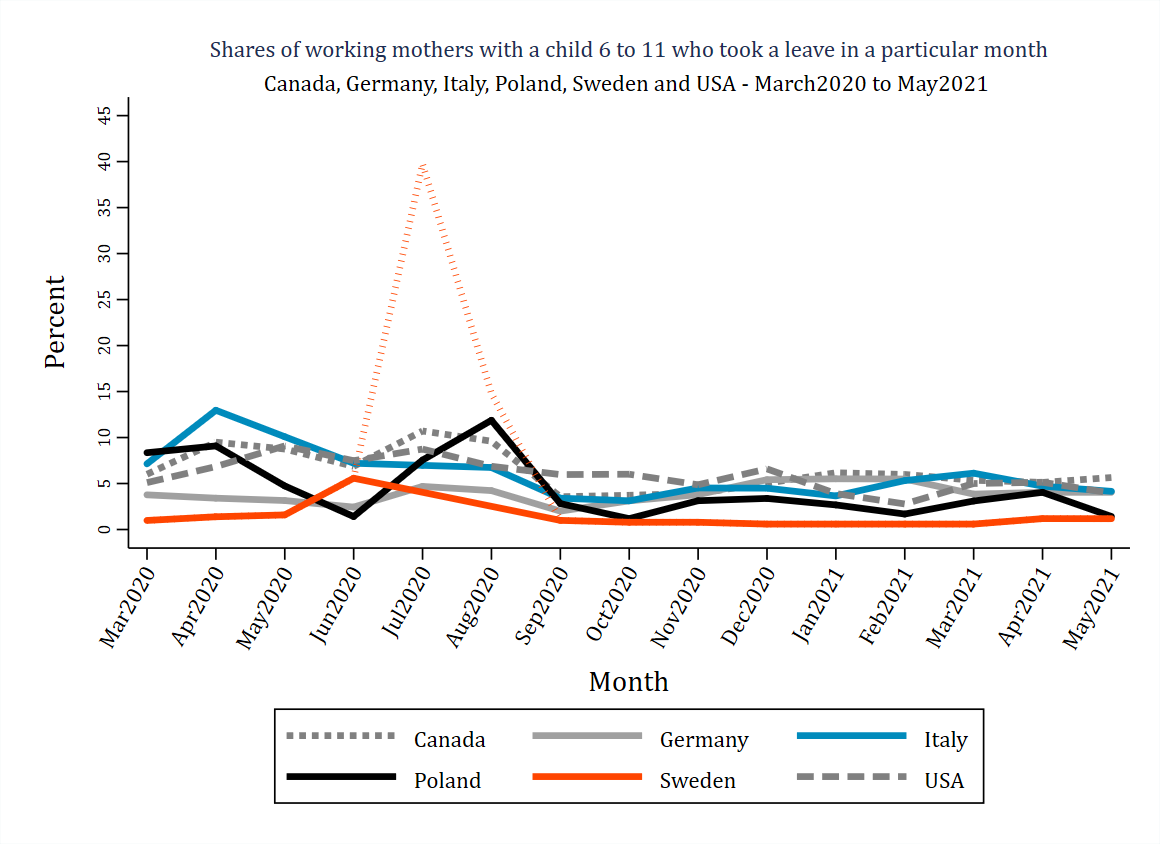 Shares of working mothers with a child 6 to 11 who took a leave in a particular month
Canada, Germany, Italy, Poland, Sweden and USA - March2020 to May2021
Percent
45
40
35
30
25
20
15
10
5
0
Mar2020
Apr2020
May2020
Jun2020
Jul2020
Aug2020
Sep2020
Oct2020
Nov2020
Dec2020
Jan2021
Feb2021
Mar2021
Apr2021
May2021
Month
Canada
Germany
Italy
Poland
Sweden
USA